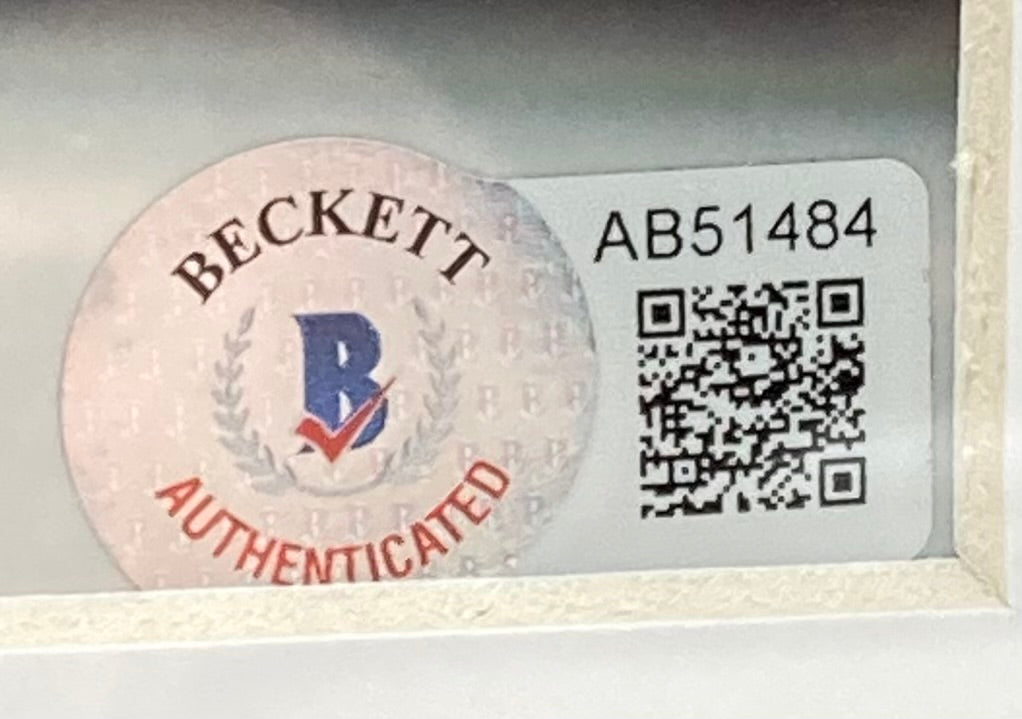 BECKETT
B
AUTHENTICATED
AB51484